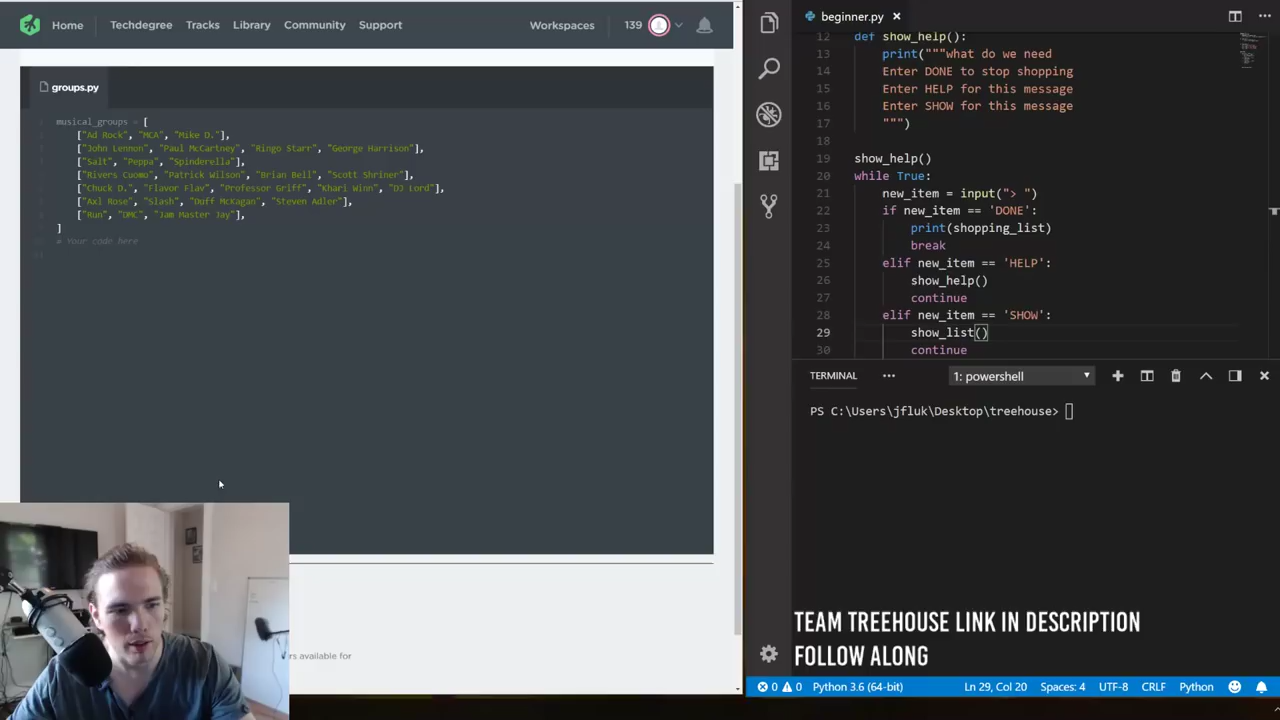 Home Techdegree Tracks Library Community Support Workspaces 139
groups.py
musical_groups = [
["Ad Rock", "MCA", "Mike D."],
["John Lennon", "Paul McCartney", "Ringo Starr", "George Harrison"],
["Salt", "Peppa", "Spinderella"],
["Rivers Cuomo", "Patrick Wilson", "Brian Bell", "Scott Shriner"],
["Chuck D.", "Flavor Flav", "Professor Griff", "Khari Winn", "DJ Lord"],
["Axl Rose", "Slash", "Duff McKagan", "Steven Adler"],
["Run", "DMC", "Jam Master Jay"],
]
# Your code here
available for
beginner.py
12 def show_help():
13 print("""what do we need
14 Enter DONE to stop shopping
15 Enter HELP for this message
16 Enter SHOW for this message
17 """)
18
19 show_help()
20 while True:
21 new_item = input("> ")
22 if new_item == 'DONE':
23 print(shopping_list)
24 break
25 elif new_item == 'HELP':
26 show_help()
27 continue
28 elif new_item == 'SHOW':
29 show_list()
30 continue
TERMINAL ••• 1: powershell
PS C:\Users\jfluk\Desktop\treehouse>
TEAM TREEHOUSE LINK IN DESCRIPTION
FOLLOW ALONG
0 0 Python 3.6 (64-bit) Ln 29, Col 20 Spaces: 4 UTF-8 CRLF Python